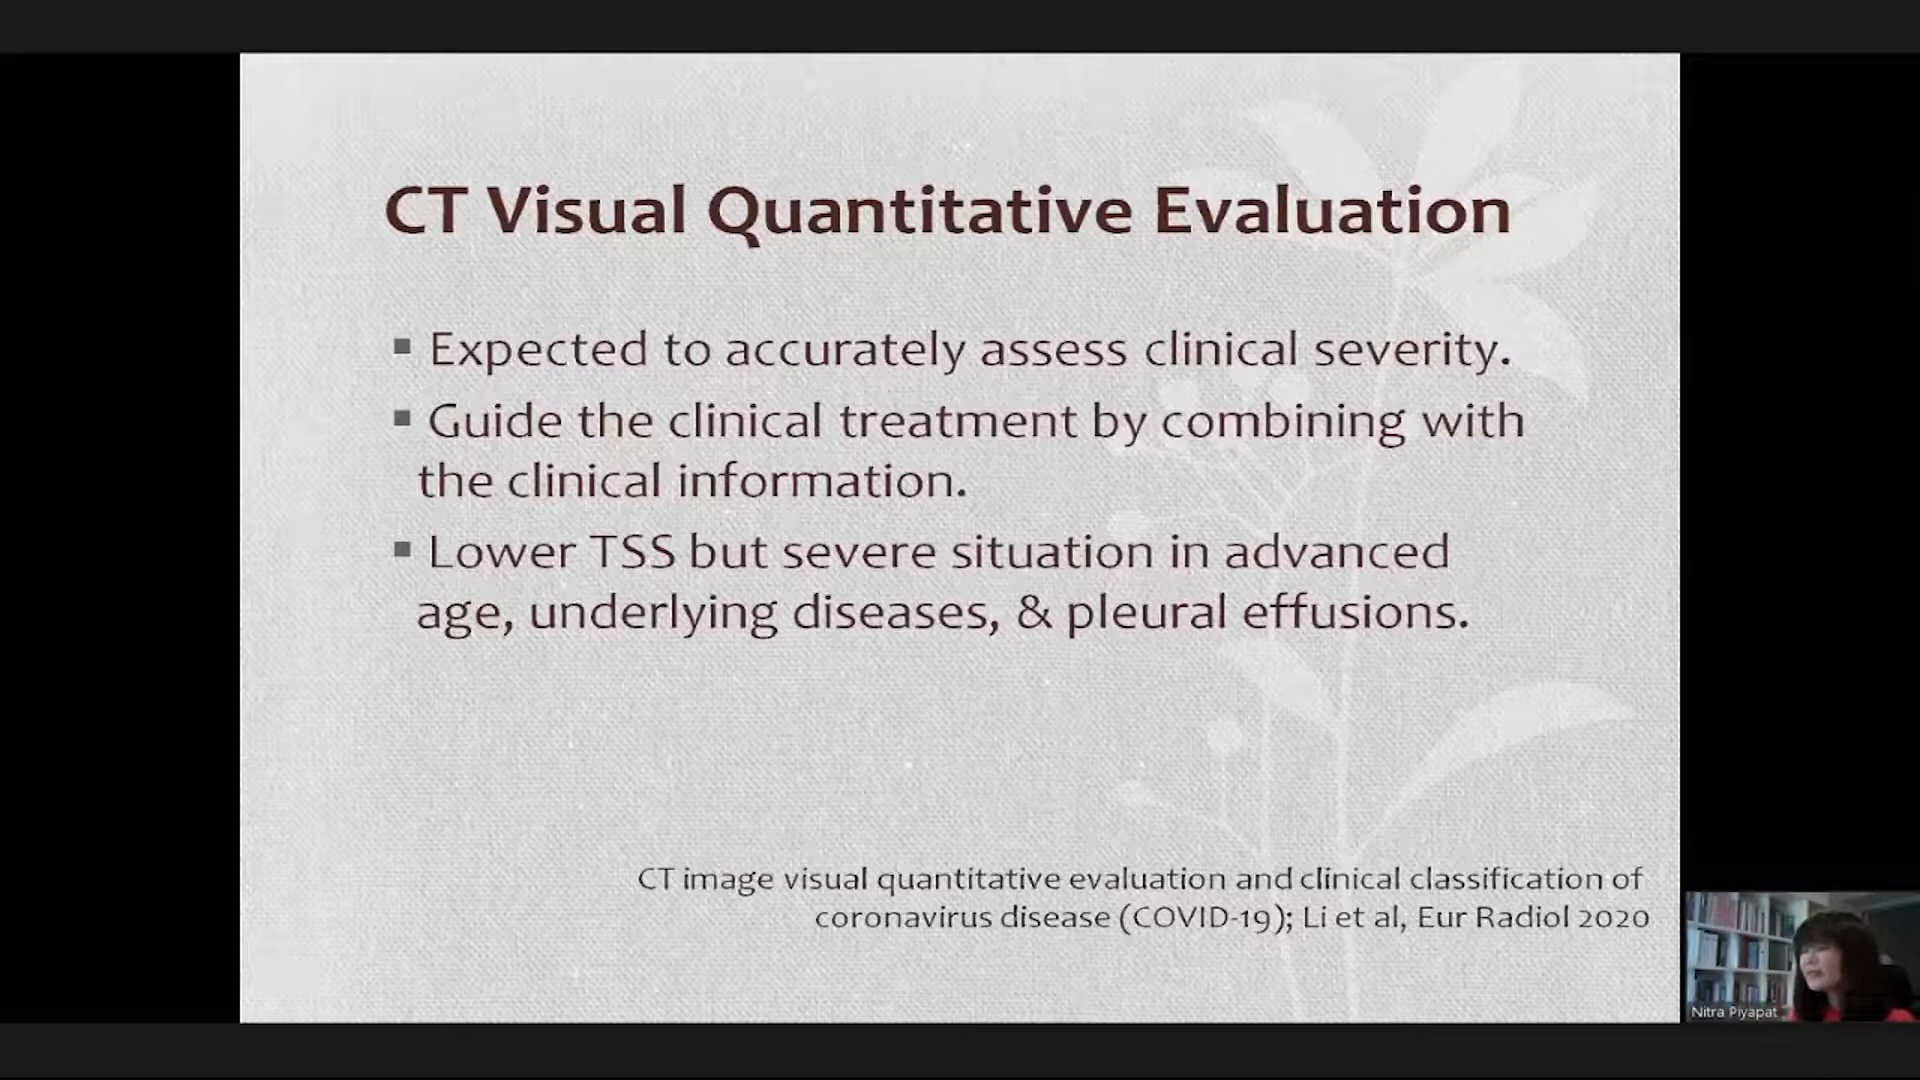 CT Visual Quantitative Evaluation
▪ Expected to accurately assess clinical severity.
▪ Guide the clinical treatment by combining with
the clinical information.
▪ Lower TSS but severe situation in advanced
age, underlying diseases, & pleural effusions.
CT image visual quantitative evaluation and clinical classification of
coronavirus disease (COVID-19); Li et al, Eur Radiol 2020
Nitra Piyapat